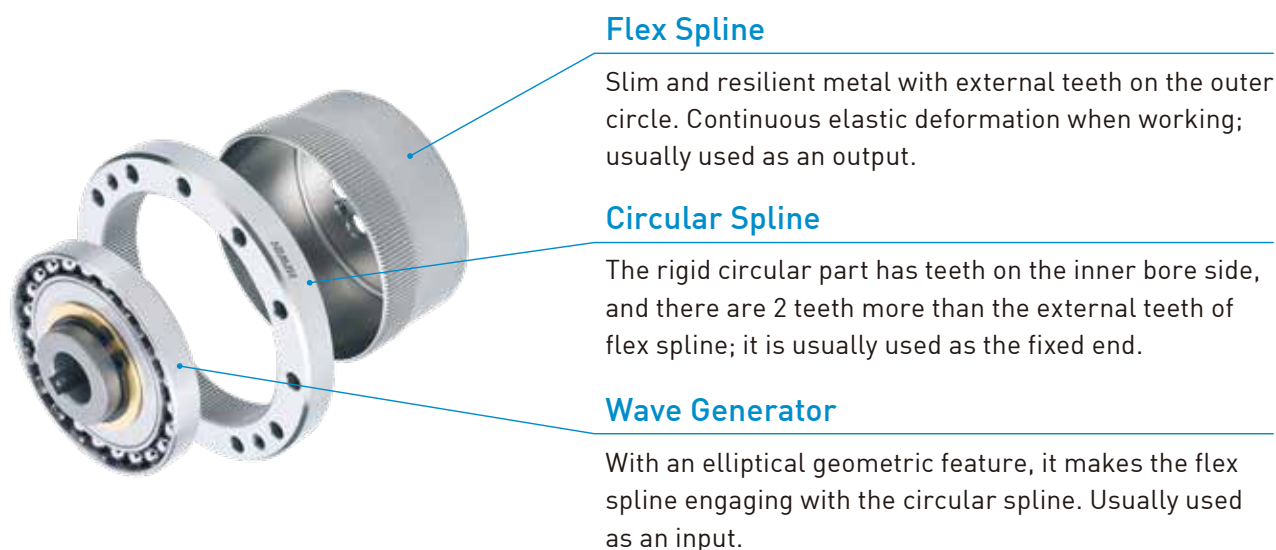 Flex Spline
Slim and resilient metal with external teeth on the outer
circle. Continuous elastic deformation when working;
usually used as an output.
Circular Spline
The rigid circular part has teeth on the inner bore side,
and there are 2 teeth more than the external teeth of
flex spline; it is usually used as the fixed end.
Wave Generator
With an elliptical geometric feature, it makes the flex
spline engaging with the circular spline. Usually used
as an input.